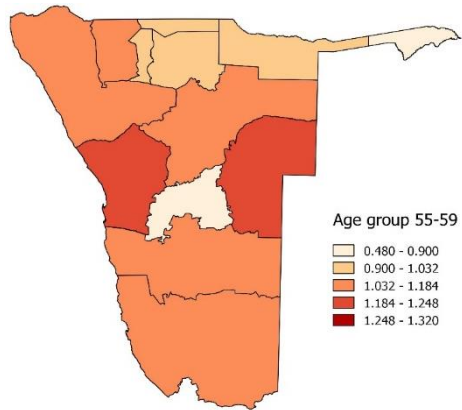 Age group 55-59
0.480 - 0.900
0.900 - 1.032
1.032 - 1.184
1.184 - 1.248
1.248 - 1.320